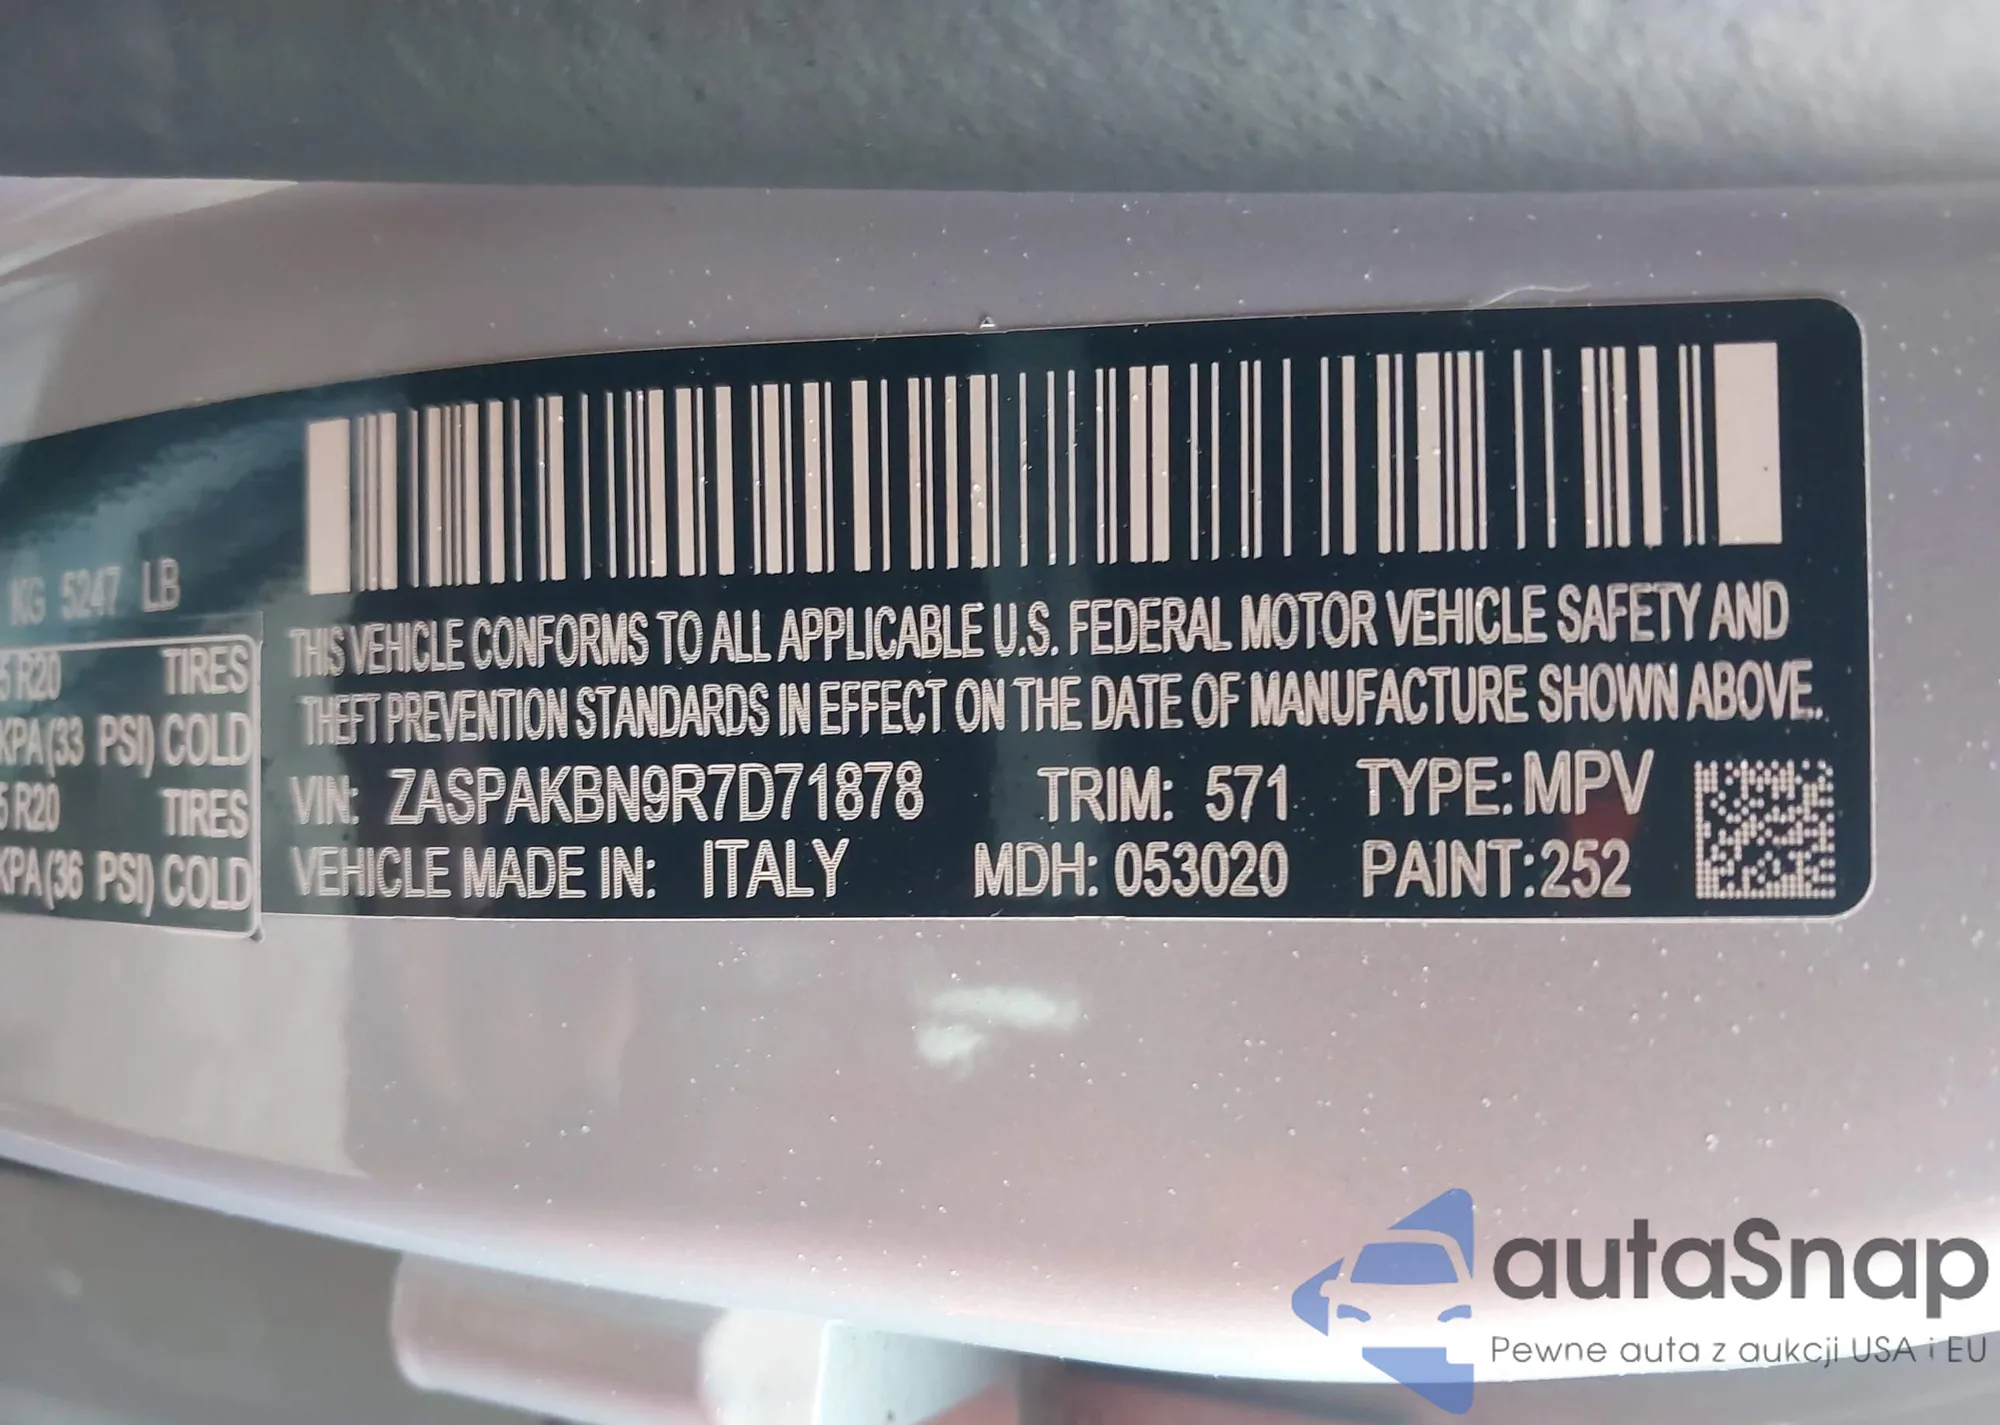 KG 5247 LB
5 R20 TIRES
KPA (33 PSI) COLD
5 R20 TIRES
KPA (36 PSI) COLD
THIS VEHICLE CONFORMS TO ALL APPLICABLE U.S. FEDERAL MOTOR VEHICLE SAFETY AND
THEFT PREVENTION STANDARDS IN EFFECT ON THE DATE OF MANUFACTURE SHOWN ABOVE.
VIN: ZASPAKBN9R7D71878 TRIM: 571 TYPE: MPV
VEHICLE MADE IN: ITALY MDH: 053020 PAINT: 252
autaSnap
Pewne auta z aukcji USA i EU